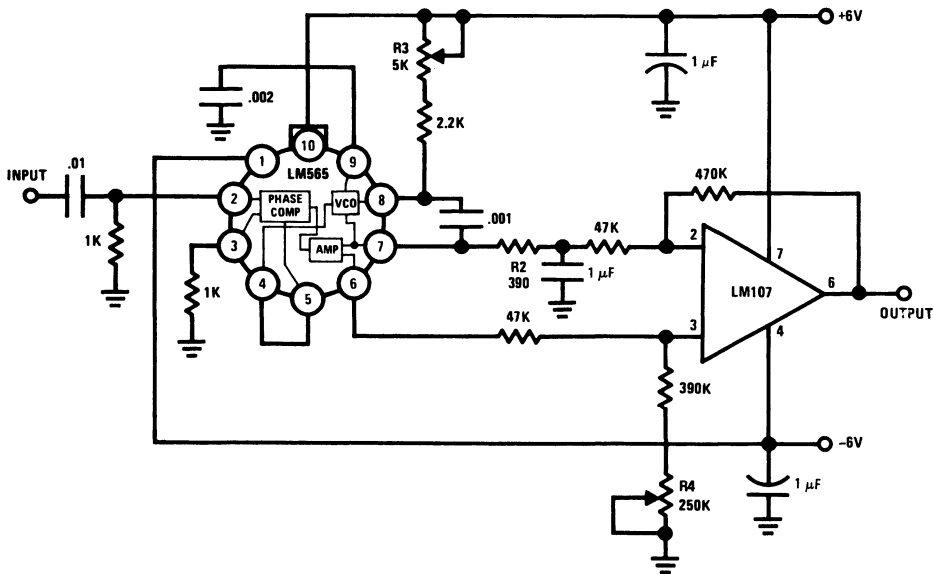 +6V
R3
5K
1 μF
.002
2.2K
10
1
9
LM565
.01
INPUT
470K
2
PHASE
COMP
VCO
8
.001
1K
47K
3
AMP
7
2
7
R2
390
1 μF
LM107
6
4
6
1K
5
OUTPUT
47K
3
4
390K
-6V
R4
250K
1 μF